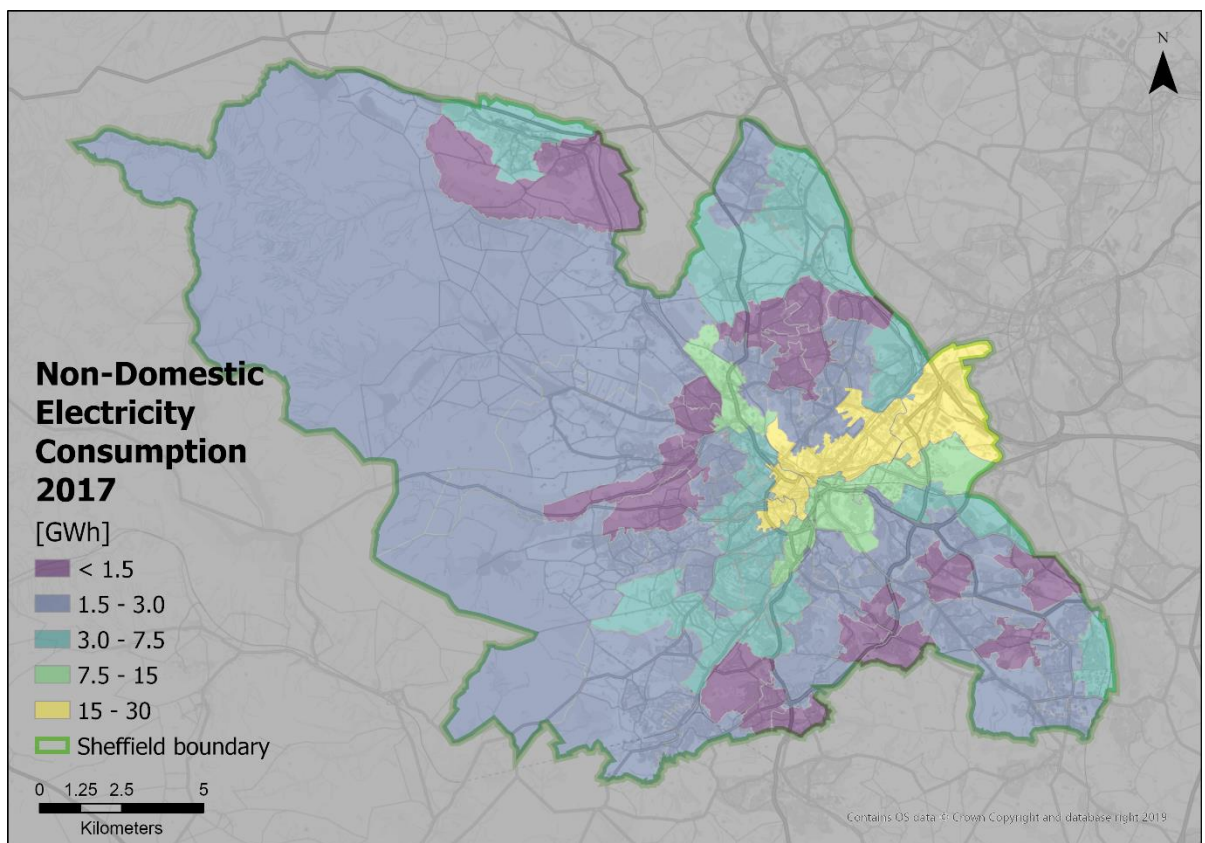 N
Non-Domestic
Electricity
Consumption
2017
[GWh]
< 1.5
1.5 - 3.0
3.0 - 7.5
7.5 - 15
15 - 30
Sheffield boundary
0 1.25 2.5 5
Kilometers
Contains OS data © Crown Copyright and database right 2019